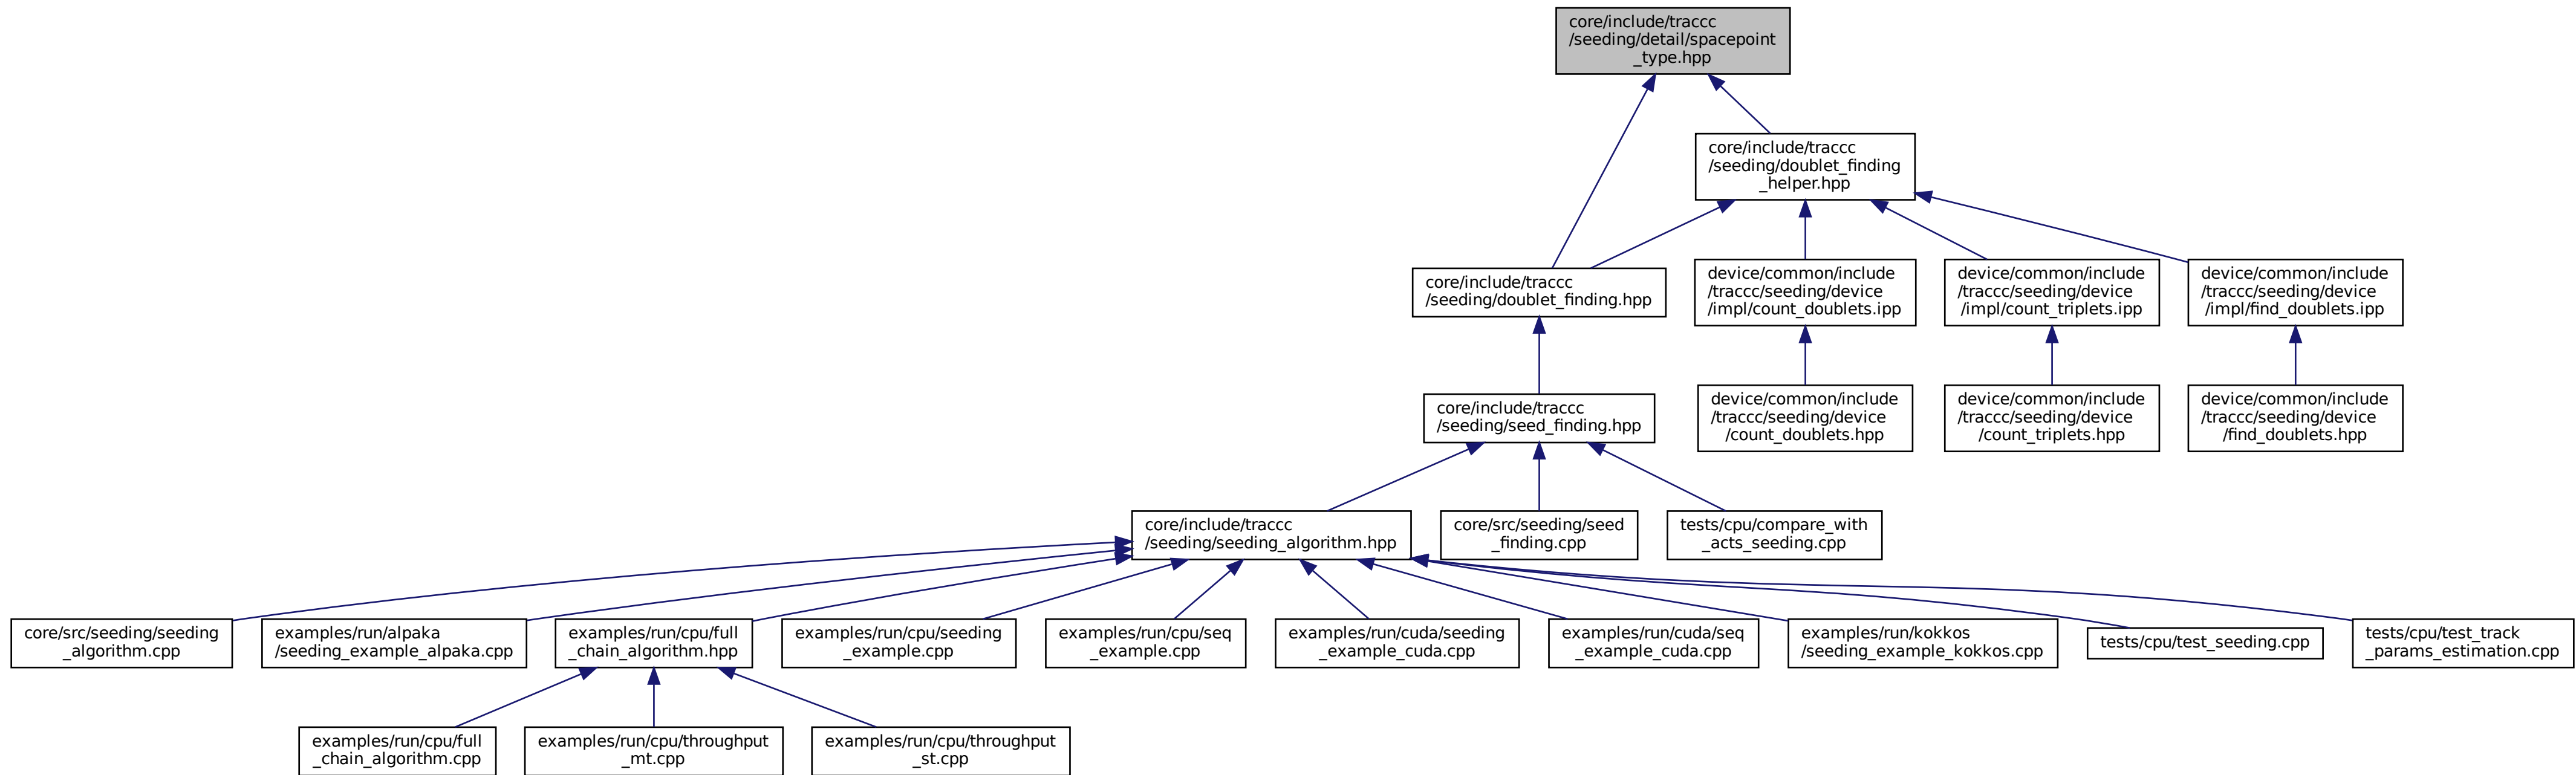 core/include/traccc
/seeding/detail/spacepoint
_type.hpp
core/include/traccc
/seeding/doublet_finding
_helper.hpp
core/include/traccc
/seeding/doublet_finding.hpp
device/common/include
/traccc/seeding/device
/impl/count_doublets.ipp
device/common/include
/traccc/seeding/device
/impl/count_triplets.ipp
device/common/include
/traccc/seeding/device
/impl/find_doublets.ipp
core/include/traccc
/seeding/seed_finding.hpp
device/common/include
/traccc/seeding/device
/count_doublets.hpp
device/common/include
/traccc/seeding/device
/count_triplets.hpp
device/common/include
/traccc/seeding/device
/find_doublets.hpp
core/include/traccc
/seeding/seeding_algorithm.hpp
core/src/seeding/seed
_finding.cpp
tests/cpu/compare_with
_acts_seeding.cpp
core/src/seeding/seeding
_algorithm.cpp
examples/run/alpaka
/seeding_example_alpaka.cpp
examples/run/cpu/full
_chain_algorithm.hpp
examples/run/cpu/seeding
_example.cpp
examples/run/cpu/seq
_example.cpp
examples/run/cuda/seeding
_example_cuda.cpp
examples/run/cuda/seq
_example_cuda.cpp
examples/run/kokkos
/seeding_example_kokkos.cpp
tests/cpu/test_seeding.cpp
tests/cpu/test_track
_params_estimation.cpp
examples/run/cpu/full
_chain_algorithm.cpp
examples/run/cpu/throughput
_mt.cpp
examples/run/cpu/throughput
_st.cpp